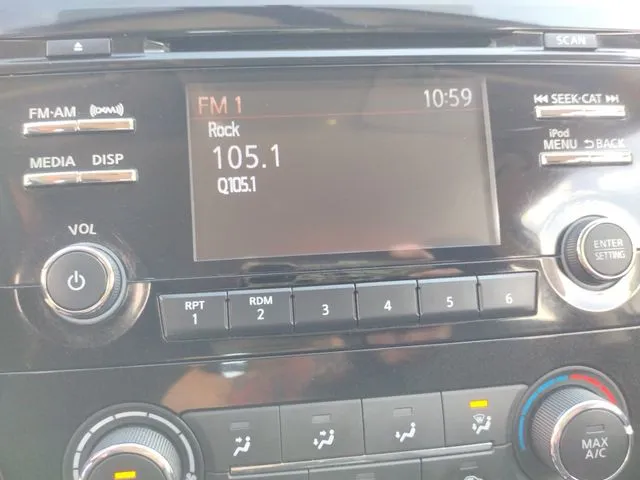 SCAN
FM·AM ((XM))
SEEK·CAT
FM 1 10:59
Rock
iPod
MENU BACK
MEDIA DISP
105.1
Q105.1
VOL
ENTER
SETTING
RPT
1
RDM
2
3
4
5
6
MAX
A/C